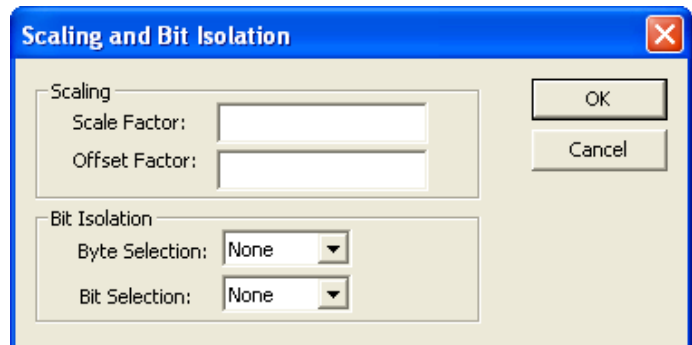 Scaling and Bit Isolation
Scaling
Scale Factor:
Offset Factor:
OK
Cancel
Bit Isolation
Byte Selection: None
Bit Selection: None